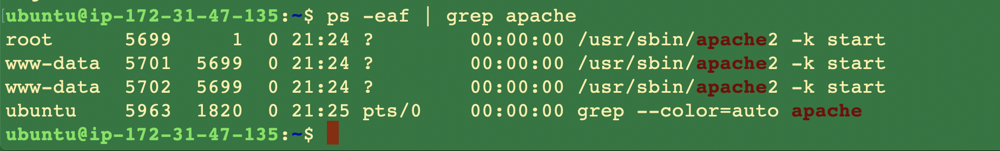 ubuntu@ip-172-31-47-135:~$ ps -eaf | grep apache
root      5699     1  0 21:24 ?        00:00:00 /usr/sbin/apache2 -k start
www-data  5701  5699  0 21:24 ?        00:00:00 /usr/sbin/apache2 -k start
www-data  5702  5699  0 21:24 ?        00:00:00 /usr/sbin/apache2 -k start
ubuntu    5963  1820  0 21:25 pts/0    00:00:00 grep --color=auto apache
ubuntu@ip-172-31-47-135:~$